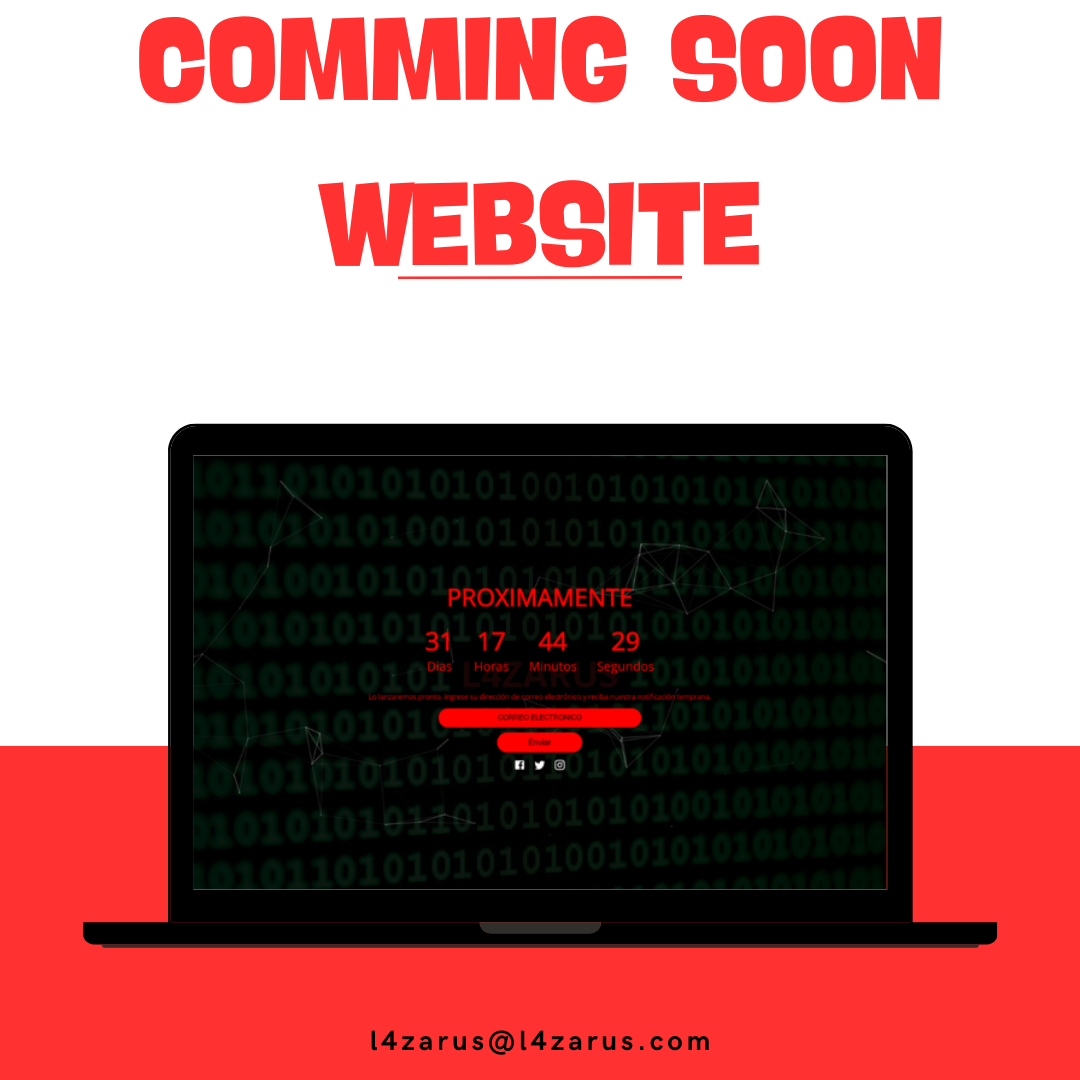 COMMING SOON
WEBSITE
PROXIMAMENTE
31 17 44 29
Dias Horas Minutos Segundos
L4ZARUS
Lo lanzaremos pronto. Ingrese su dirección de correo electrónico y reciba nuestra notificación temprana.
CORREO ELECTRONICO
Enviar
l4zarus@l4zarus.com